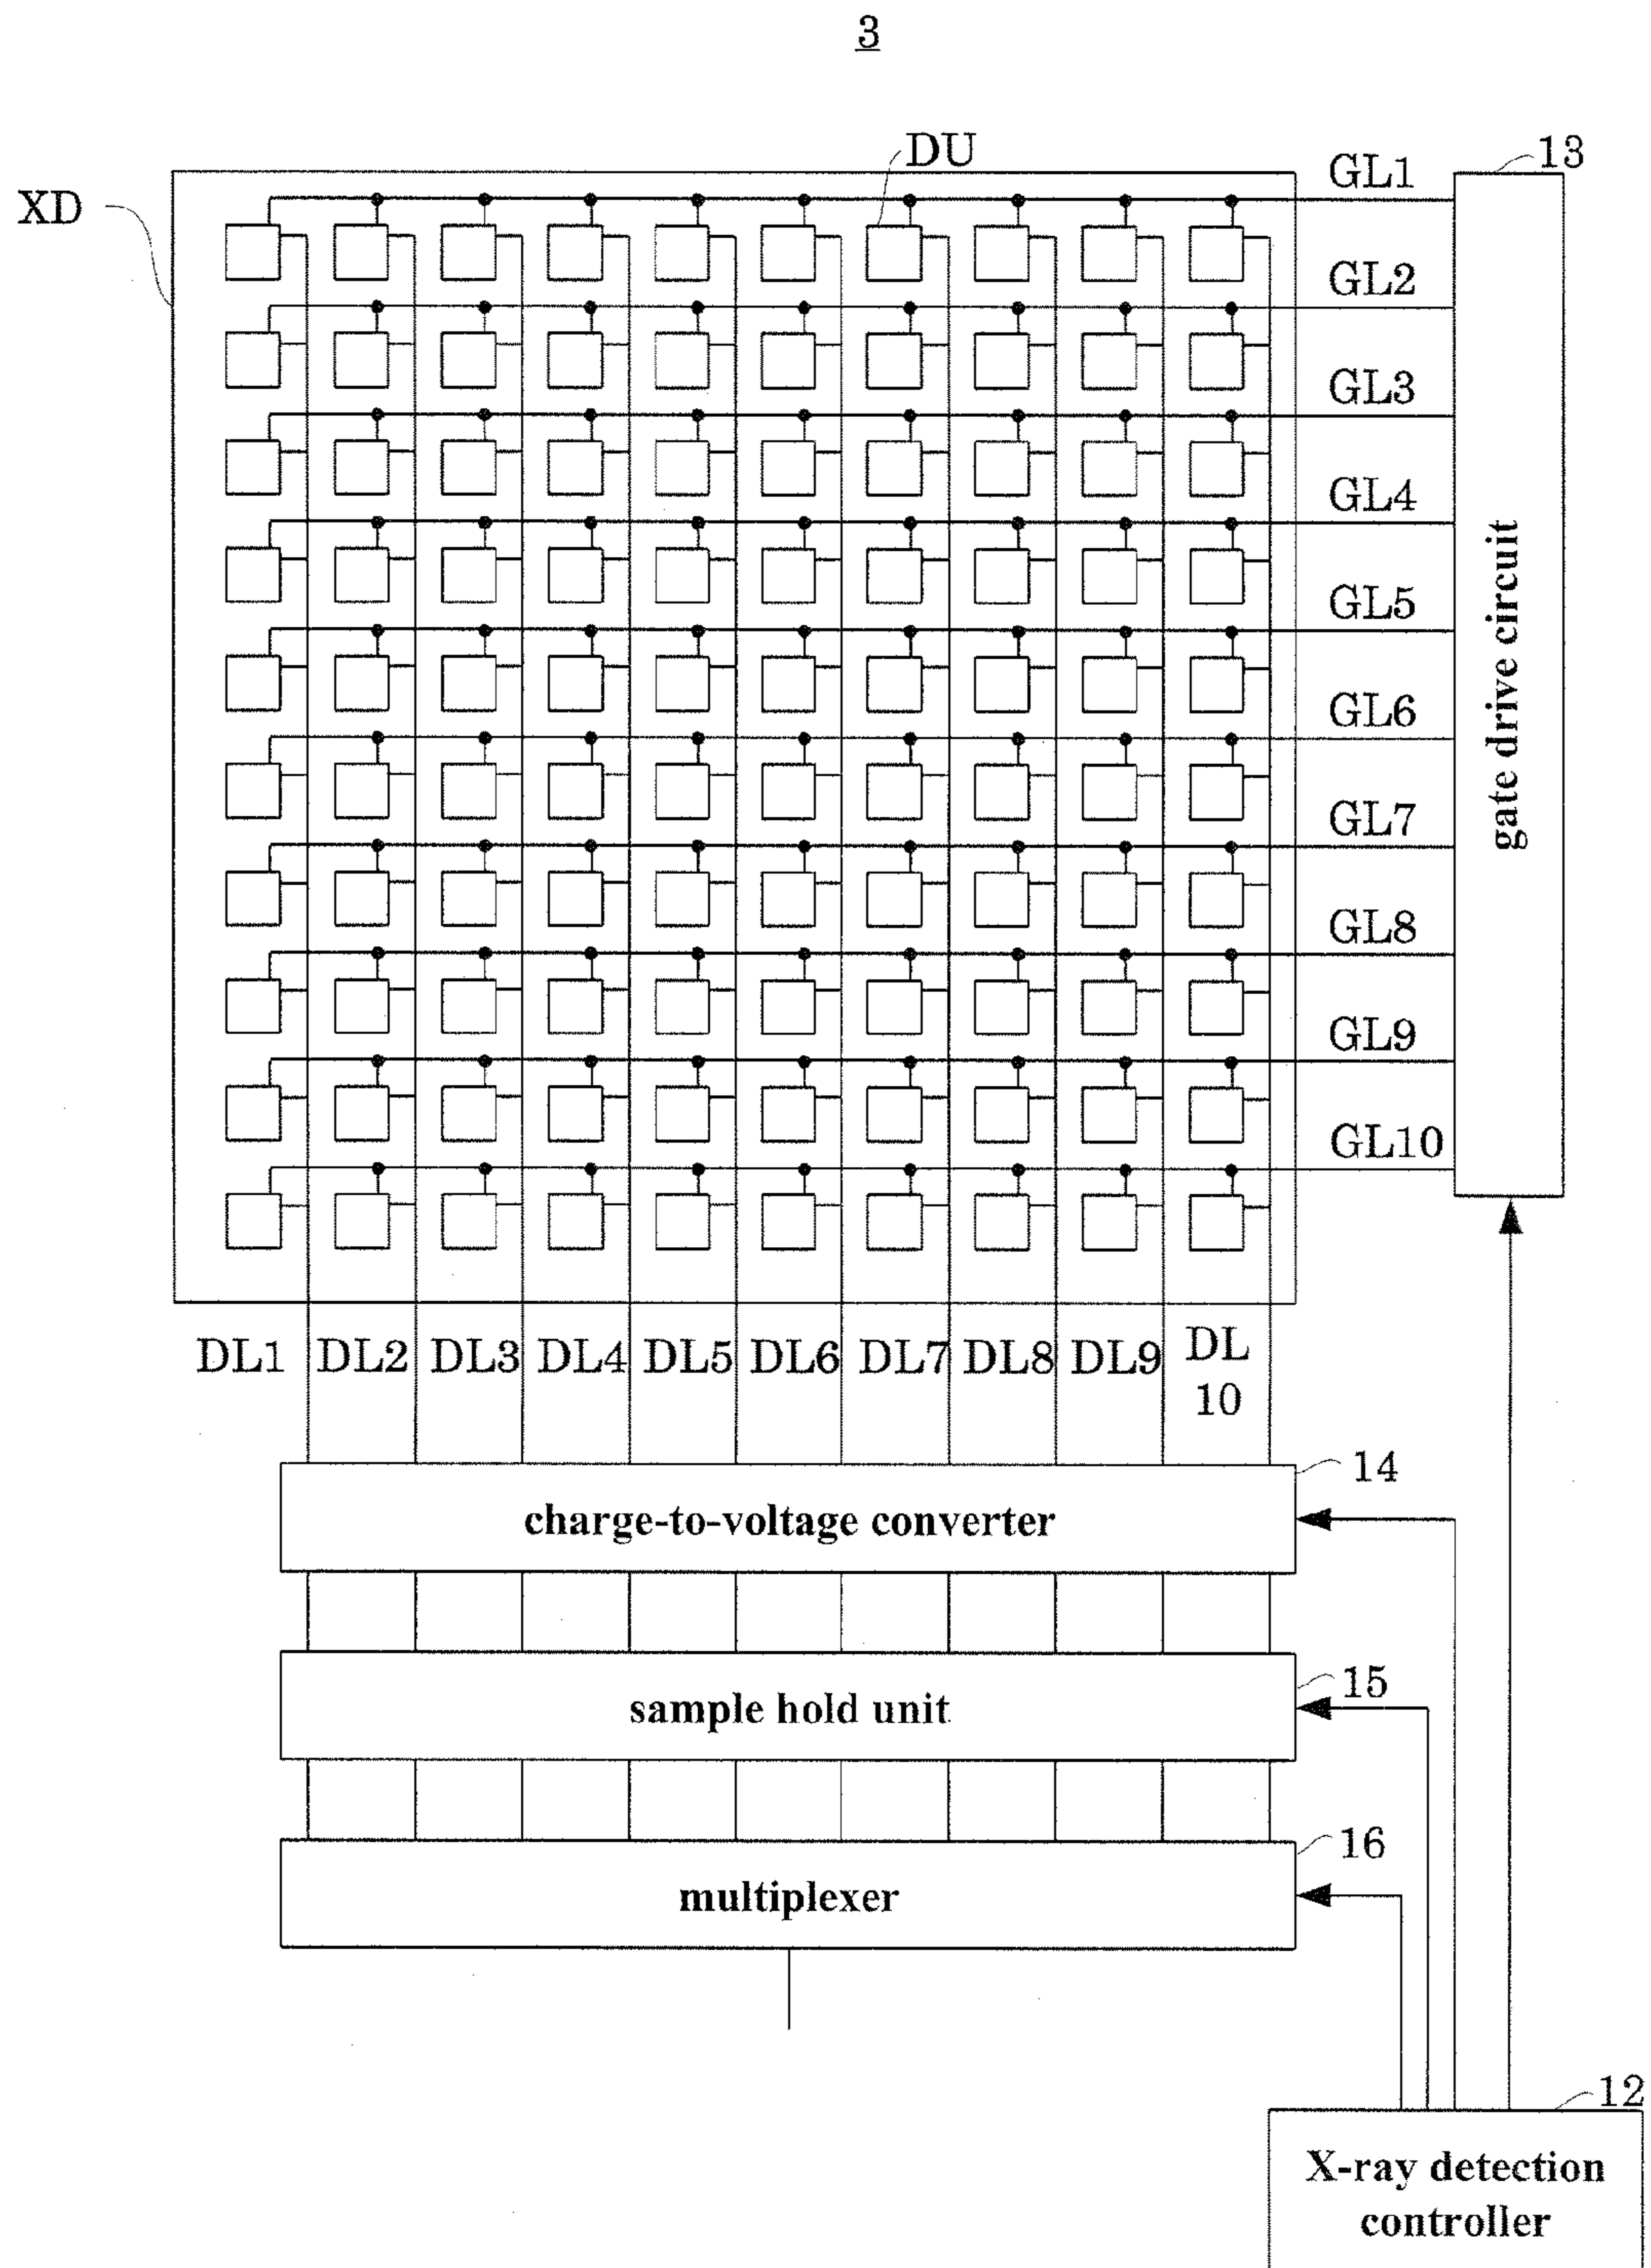 3
DU
13
XD
GL1
GL2
GL3
GL4
GL5
GL6
GL7
GL8
GL9
GL10
gate drive circuit
DL1 DL2 DL3 DL4 DL5 DL6 DL7 DL8 DL9 DL
10
14
charge-to-voltage converter
15
sample hold unit
16
multiplexer
12
X-ray detection
controller